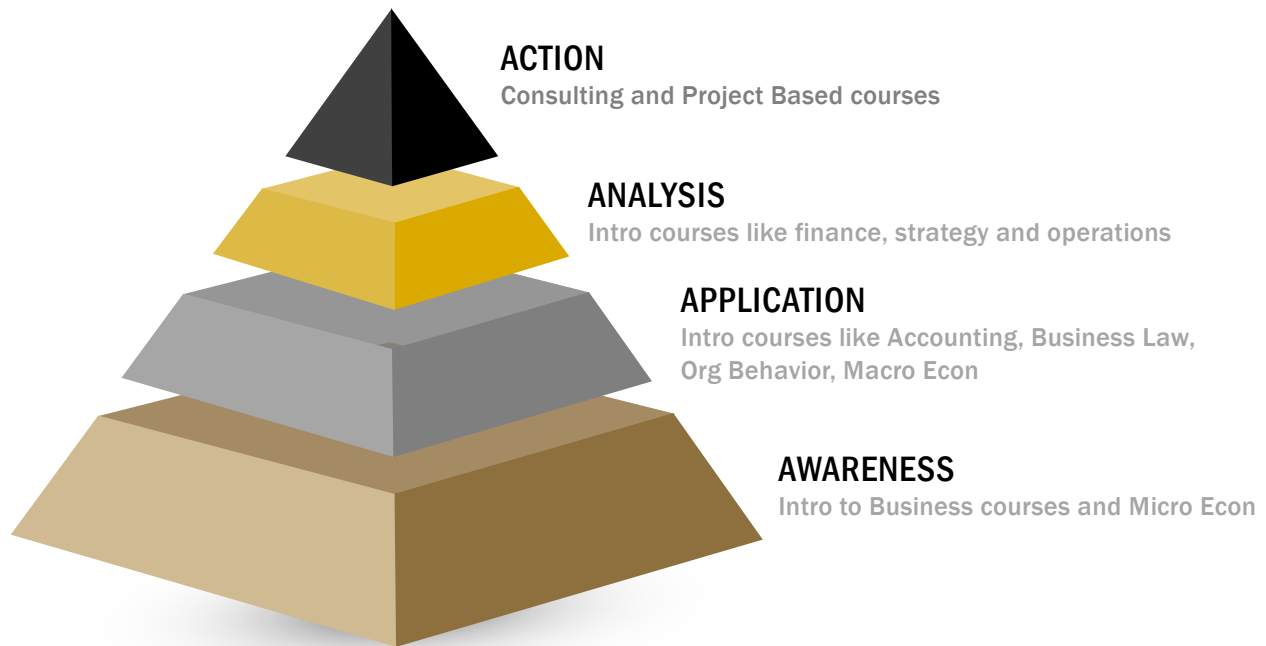 ACTION
Consulting and Project Based courses
ANALYSIS
Intro courses like finance, strategy and operations
APPLICATION
Intro courses like Accounting, Business Law,
Org Behavior, Macro Econ
AWARENESS
Intro to Business courses and Micro Econ